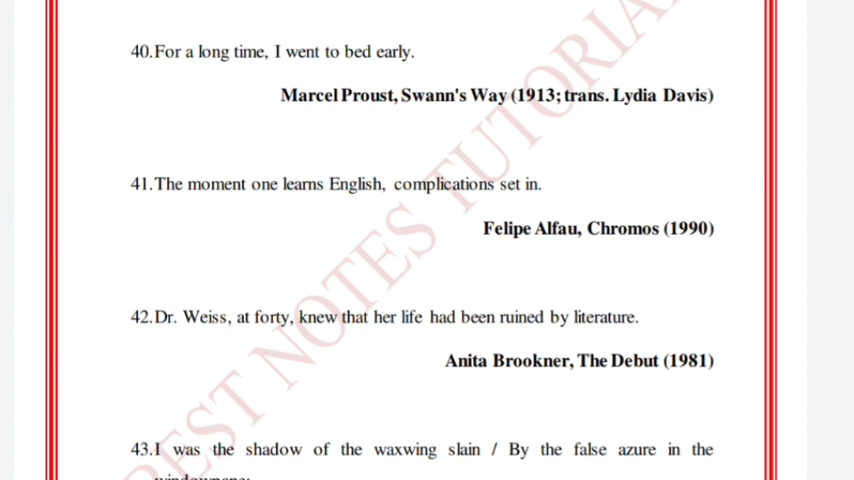 40.For a long time, I went to bed early.
Marcel Proust, Swann's Way (1913; trans. Lydia Davis)
41.The moment one learns English, complications set in.
Felipe Alfau, Chromos (1990)
42.Dr. Weiss, at forty, knew that her life had been ruined by literature.
Anita Brookner, The Debut (1981)
43.I was the shadow of the waxwing slain / By the false azure in the
windowpane;
BEST NOTES TUTORIA